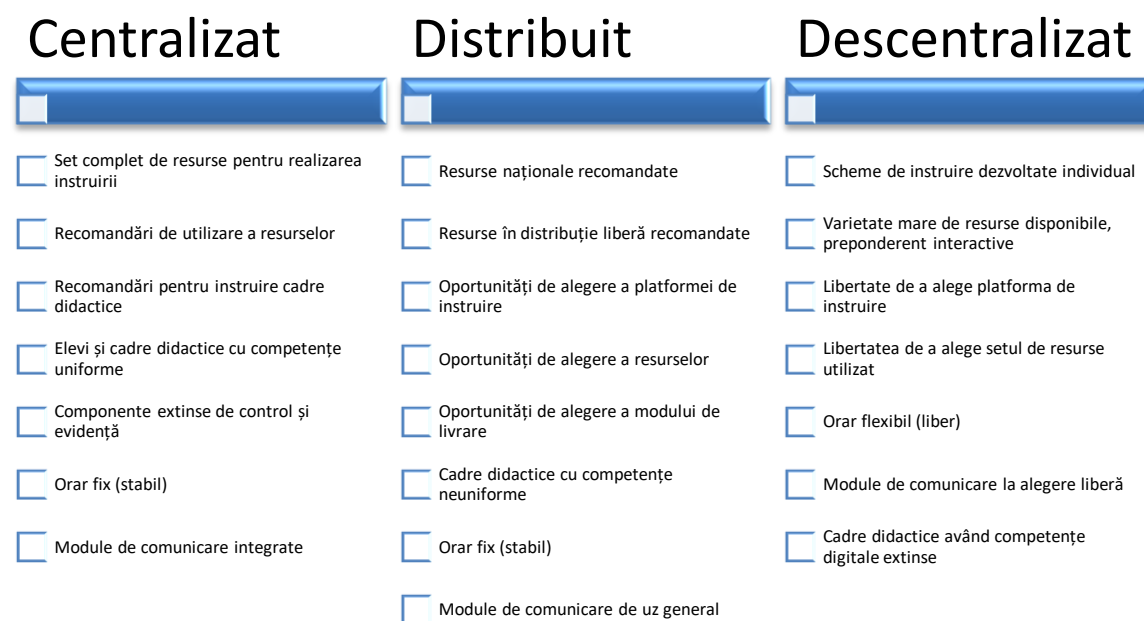 Centralizat
Set complet de resurse pentru realizarea
instruirii
Recomandări de utilizare a resurselor
Recomandări pentru instruire cadre
didactice
Elevi și cadre didactice cu competențe
uniforme
Componente extinse de control și
evidență
Orar fix (stabil)
Module de comunicare integrate
Distribuit
Resurse naționale recomandate
Resurse în distribuție liberă recomandate
Oportunități de alegere a platformei de
instruire
Oportunități de alegere a resurselor
Oportunități de alegere a modului de
livrare
Cadre didactice cu competențe
neuniforme
Orar fix (stabil)
Module de comunicare de uz general
Descentralizat
Scheme de instruire dezvoltate individual
Varietate mare de resurse disponibile,
preponderent interactive
Libertate de a alege platforma de
instruire
Libertatea de a alege setul de resurse
utilizat
Orar flexibil (liber)
Module de comunicare la alegere liberă
Cadre didactice având competențe
digitale extinse